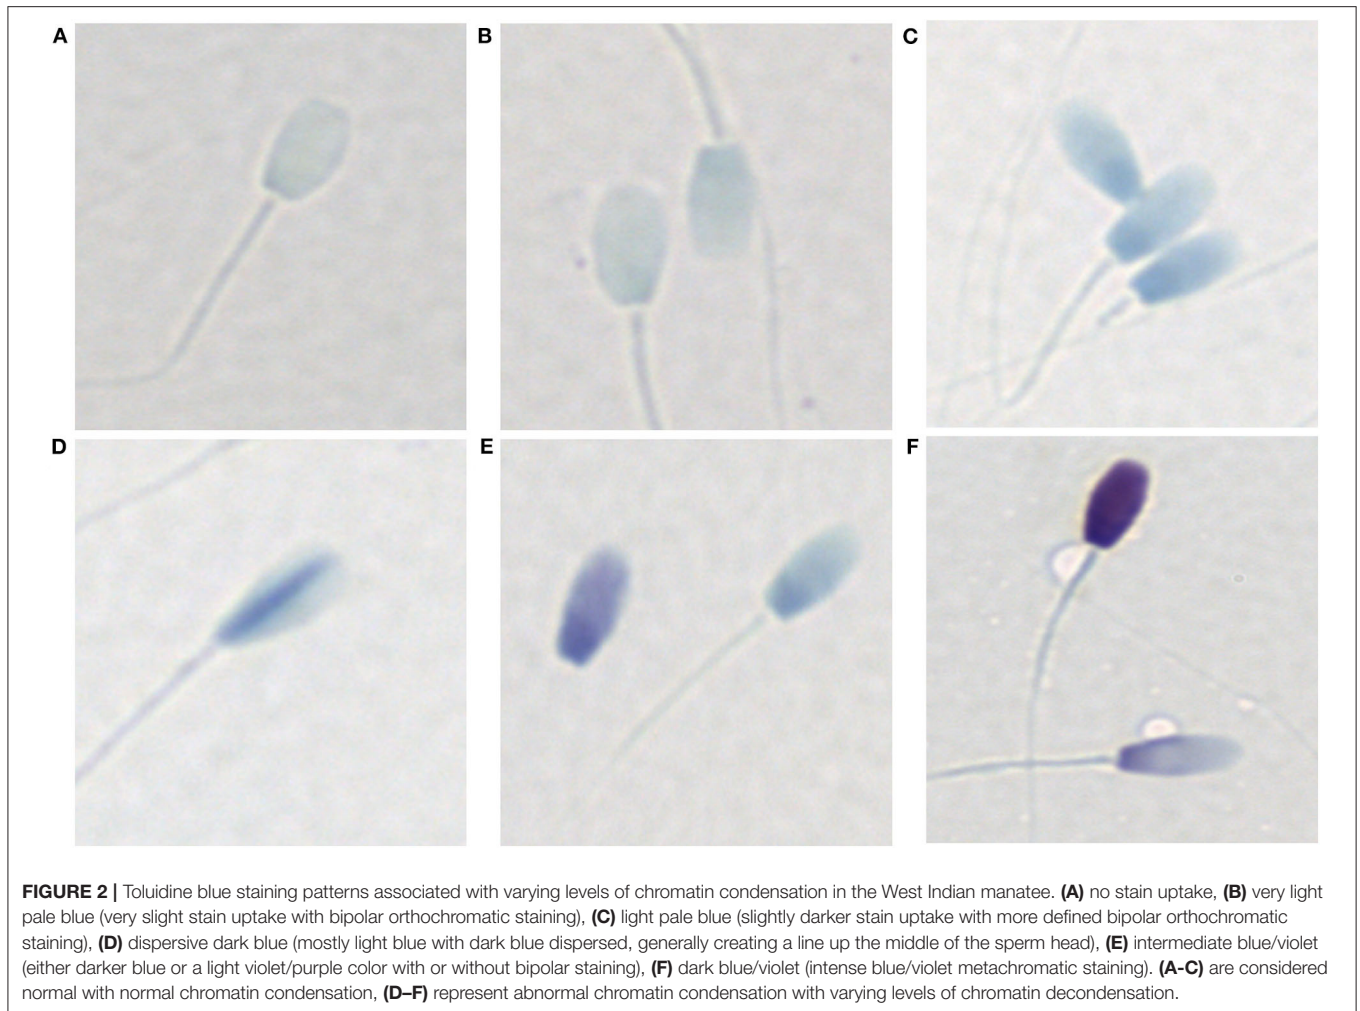 A
B
C
D
E
F
FIGURE 2 | Toluidine blue staining patterns associated with varying levels of chromatin condensation in the West Indian manatee. (A) no stain uptake, (B) very light
pale blue (very slight stain uptake with bipolar orthochromatic staining), (C) light pale blue (slightly darker stain uptake with more defined bipolar orthochromatic
staining), (D) dispersive dark blue (mostly light blue with dark blue dispersed, generally creating a line up the middle of the sperm head), (E) intermediate blue/violet
(either darker blue or a light violet/purple color with or without bipolar staining), (F) dark blue/violet (intense blue/violet metachromatic staining). (A-C) are considered
normal with normal chromatin condensation, (D–F) represent abnormal chromatin condensation with varying levels of chromatin decondensation.